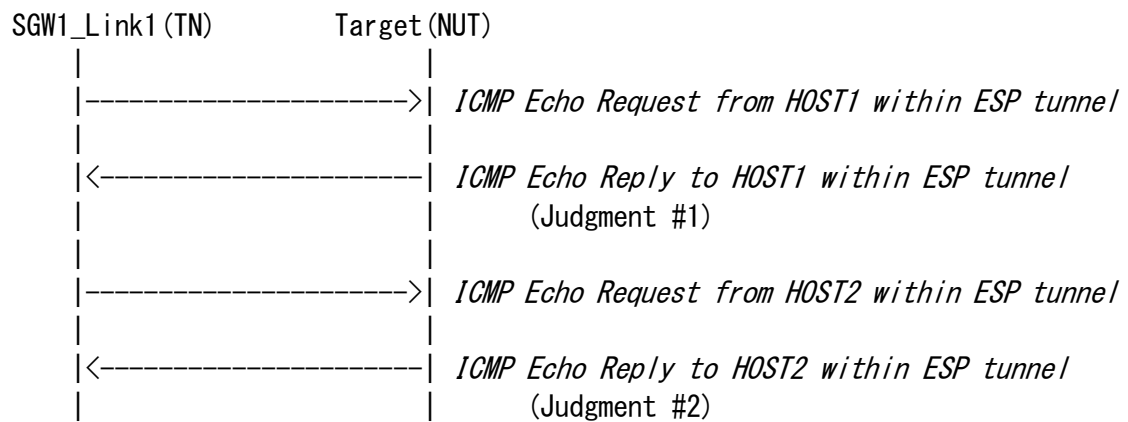 SGW1_Link1(TN)         Target(NUT)
     |                        |
     |----------------------->| ICMP Echo Request from HOST1 within ESP tunnel
     |                        |
     |<-----------------------| ICMP Echo Reply to HOST1 within ESP tunnel
     |                        |      (Judgment #1)
     |                        |
     |----------------------->| ICMP Echo Request from HOST2 within ESP tunnel
     |                        |
     |<-----------------------| ICMP Echo Reply to HOST2 within ESP tunnel
     |                        |      (Judgment #2)